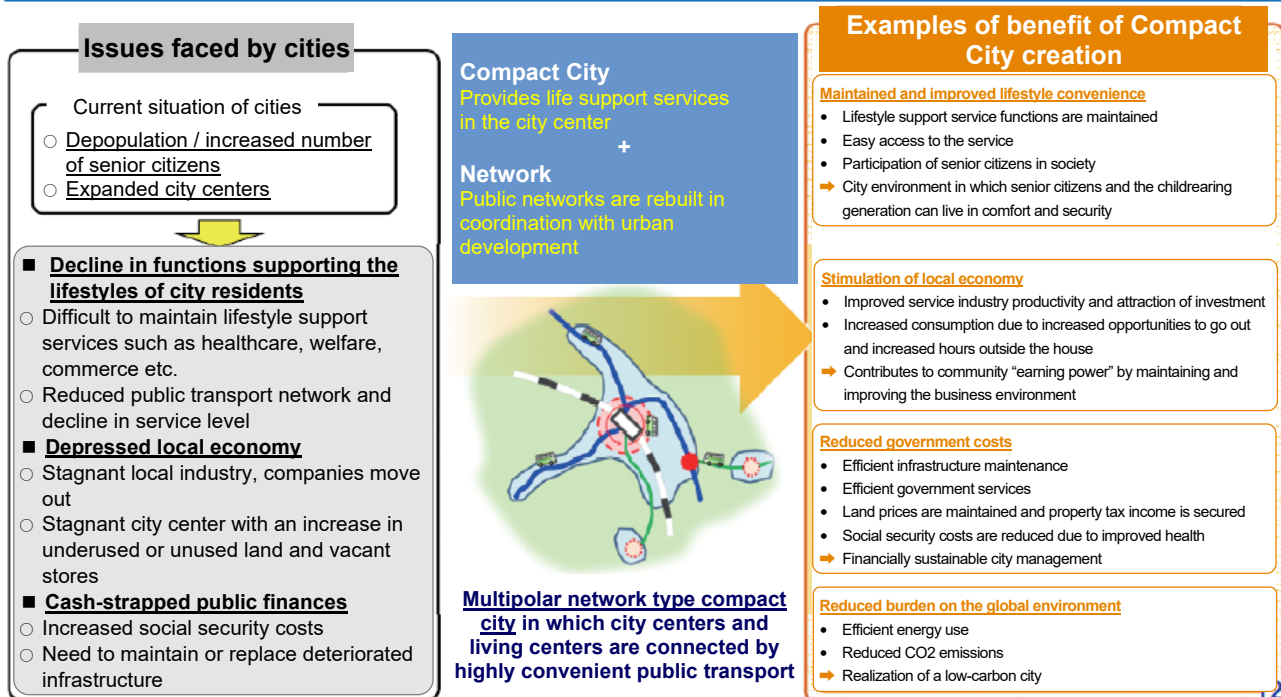 Issues faced by cities
Current situation of cities
○ Depopulation / increased number
of senior citizens
○ Expanded city centers
■ Decline in functions supporting the
lifestyles of city residents
○ Difficult to maintain lifestyle support
services such as healthcare, welfare,
commerce etc.
○ Reduced public transport network and
decline in service level
■ Depressed local economy
○ Stagnant local industry, companies move
out
○ Stagnant city center with an increase in
underused or unused land and vacant
stores
■ Cash-strapped public finances
○ Increased social security costs
○ Need to maintain or replace deteriorated
infrastructure
Compact City
Provides life support services
in the city center
+
Network
Public networks are rebuilt in
coordination with urban
development
Multipolar network type compact
city in which city centers and
living centers are connected by
highly convenient public transport
Examples of benefit of Compact
City creation
Maintained and improved lifestyle convenience
• Lifestyle support service functions are maintained
• Easy access to the service
• Participation of senior citizens in society
➡ City environment in which senior citizens and the childrearing
generation can live in comfort and security
Stimulation of local economy
• Improved service industry productivity and attraction of investment
• Increased consumption due to increased opportunities to go out
and increased hours outside the house
➡ Contributes to community “earning power” by maintaining and
improving the business environment
Reduced government costs
• Efficient infrastructure maintenance
• Efficient government services
• Land prices are maintained and property tax income is secured
• Social security costs are reduced due to improved health
➡ Financially sustainable city management
Reduced burden on the global environment
• Efficient energy use
• Reduced CO2 emissions
➡ Realization of a low-carbon city